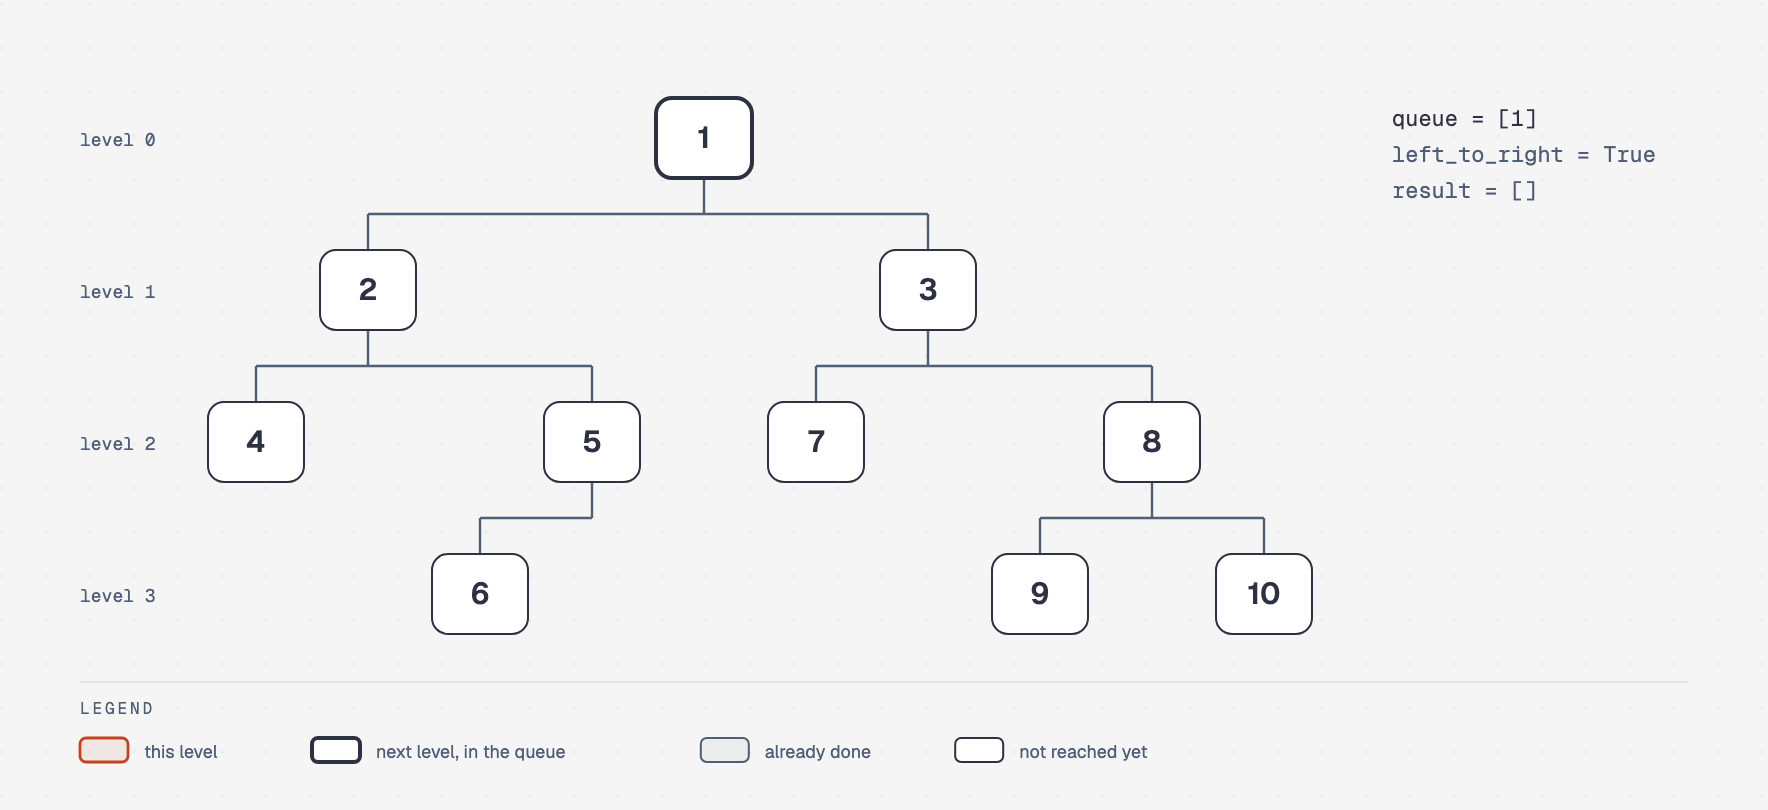 level 0
1
queue = [1]
left_to_right = True
result = []
level 1
2
3
level 2
4
5
7
8
level 3
6
9
10
LEGEND
this level
next level, in the queue
already done
not reached yet